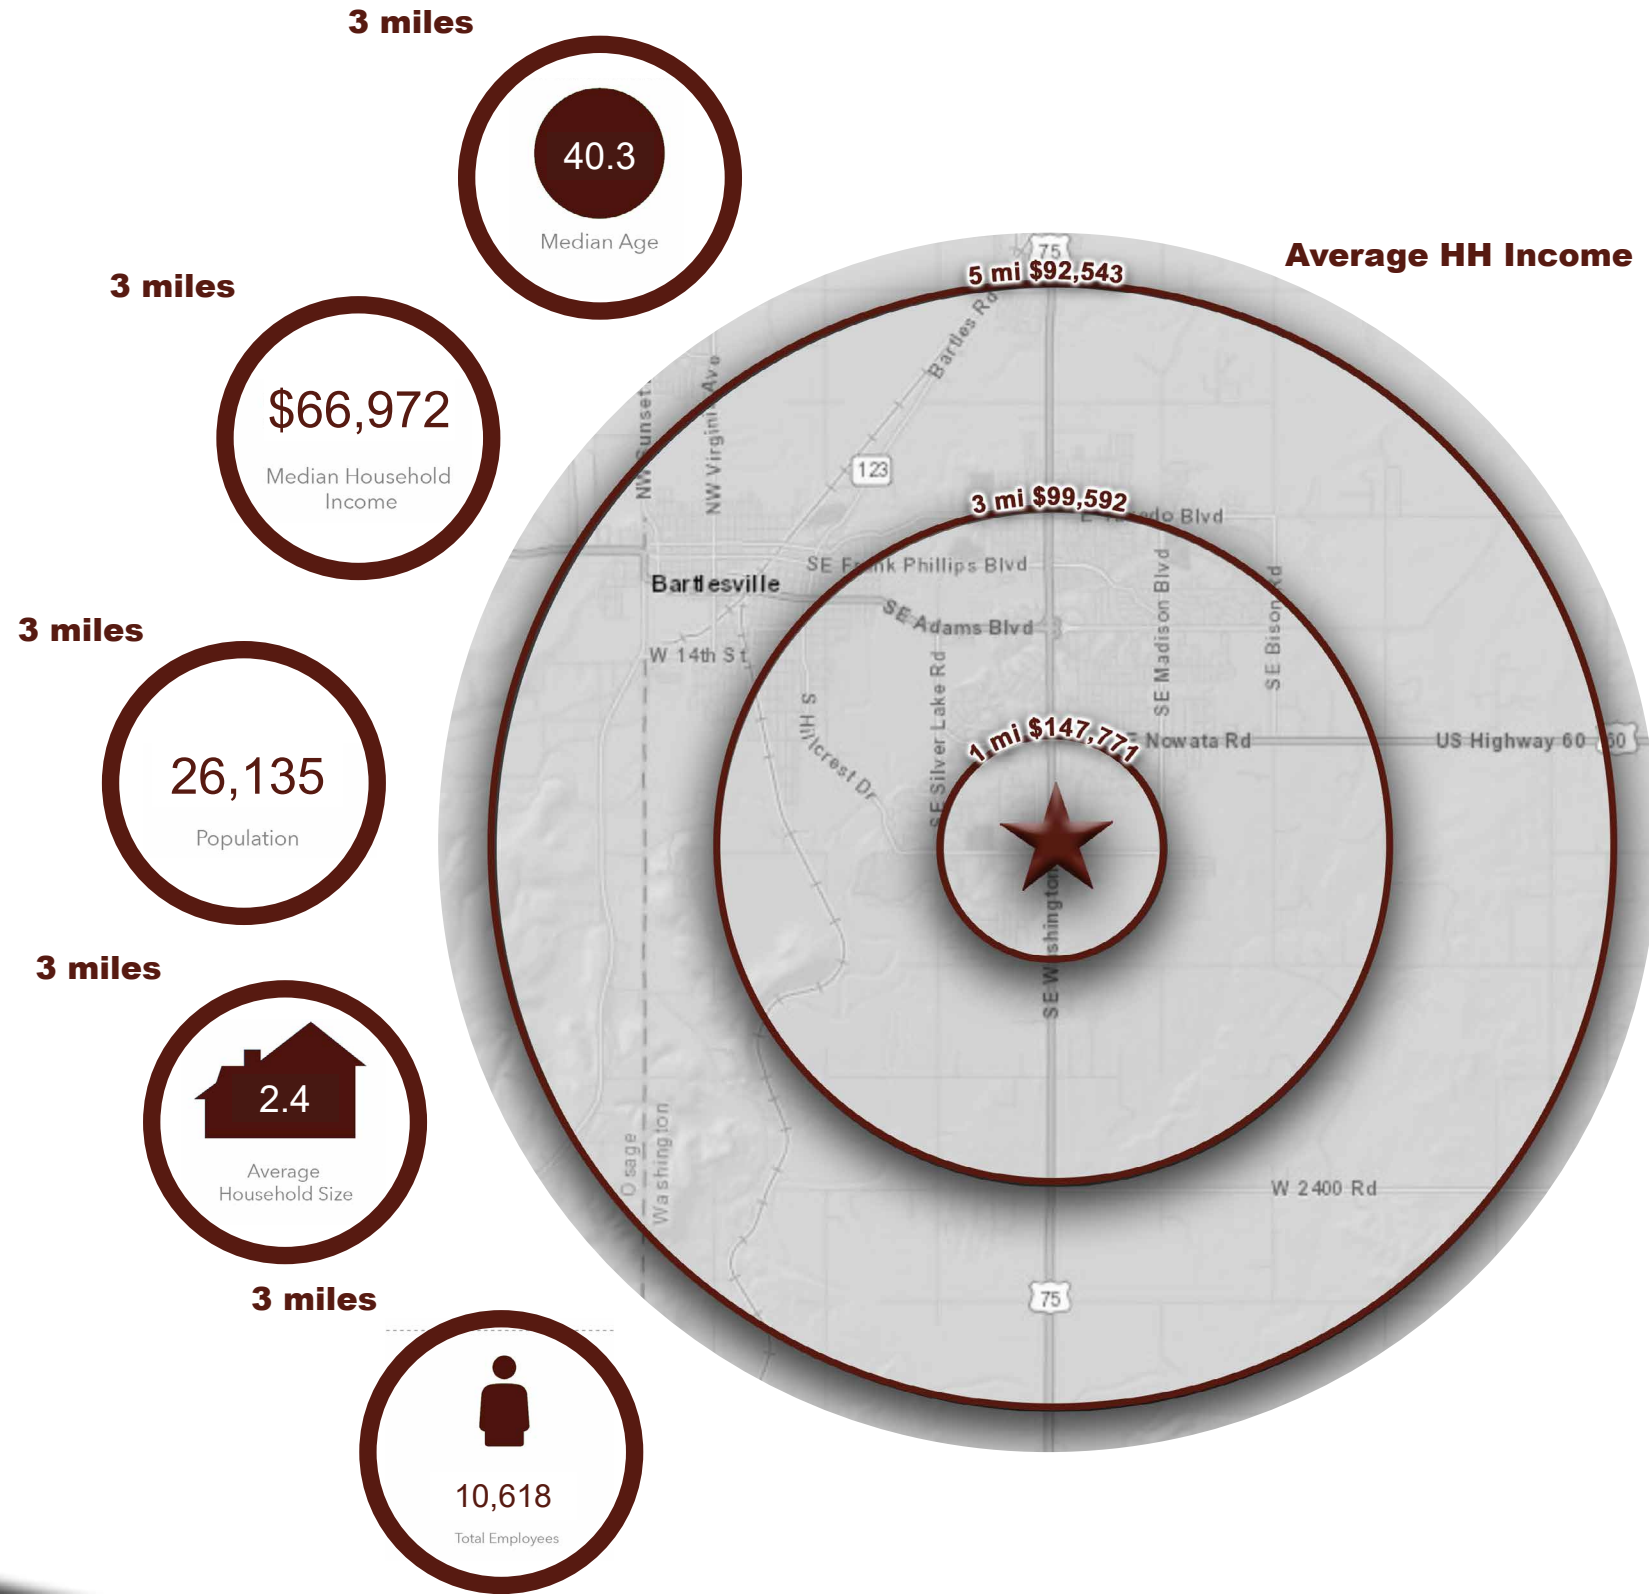 3 miles
40.3
Median Age
3 miles
$66,972
Median Household
Income
3 miles
26,135
Population
3 miles
2.4
Average
Household Size
3 miles
10,618
Total Employees
Average HH Income
75
5 mi $92,543
Bartles Rd
NW Sunset
NW Virginia Ave
123
3 mi $99,592
Blvd
SE Frank Phillips Blvd
Bartlesville
SE Adams Blvd
SE Madison Blvd
SE Bison Rd
W 14th St
S Hillcrest Dr
SE Silver Lake Rd
1 mi $147,771
E Nowata Rd
US Highway 60
60
SE Washington
Osage
Washington
W 2400 Rd
75